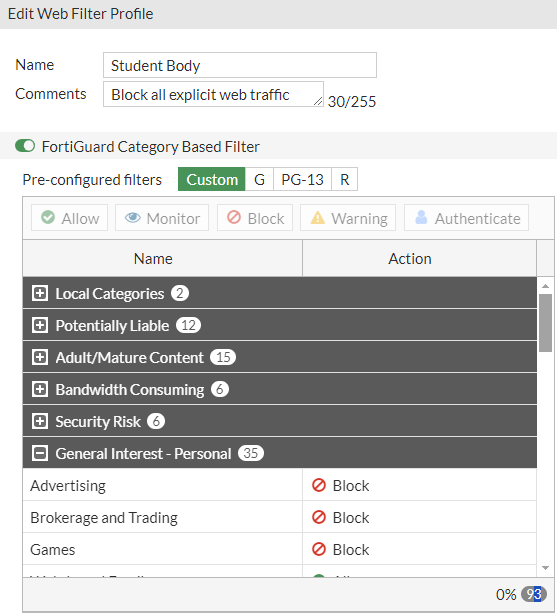 Edit Web Filter Profile
Name Student Body
Comments Block all explicit web traffic 30/255
FortiGuard Category Based Filter
Pre-configured filters Custom G PG-13 R
Allow Monitor Block Warning Authenticate
Name Action
Local Categories 2
Potentially Liable 12
Adult/Mature Content 15
Bandwidth Consuming 6
Security Risk 6
General Interest - Personal 35
Advertising Block
Brokerage and Trading Block
Games Block
0% 93